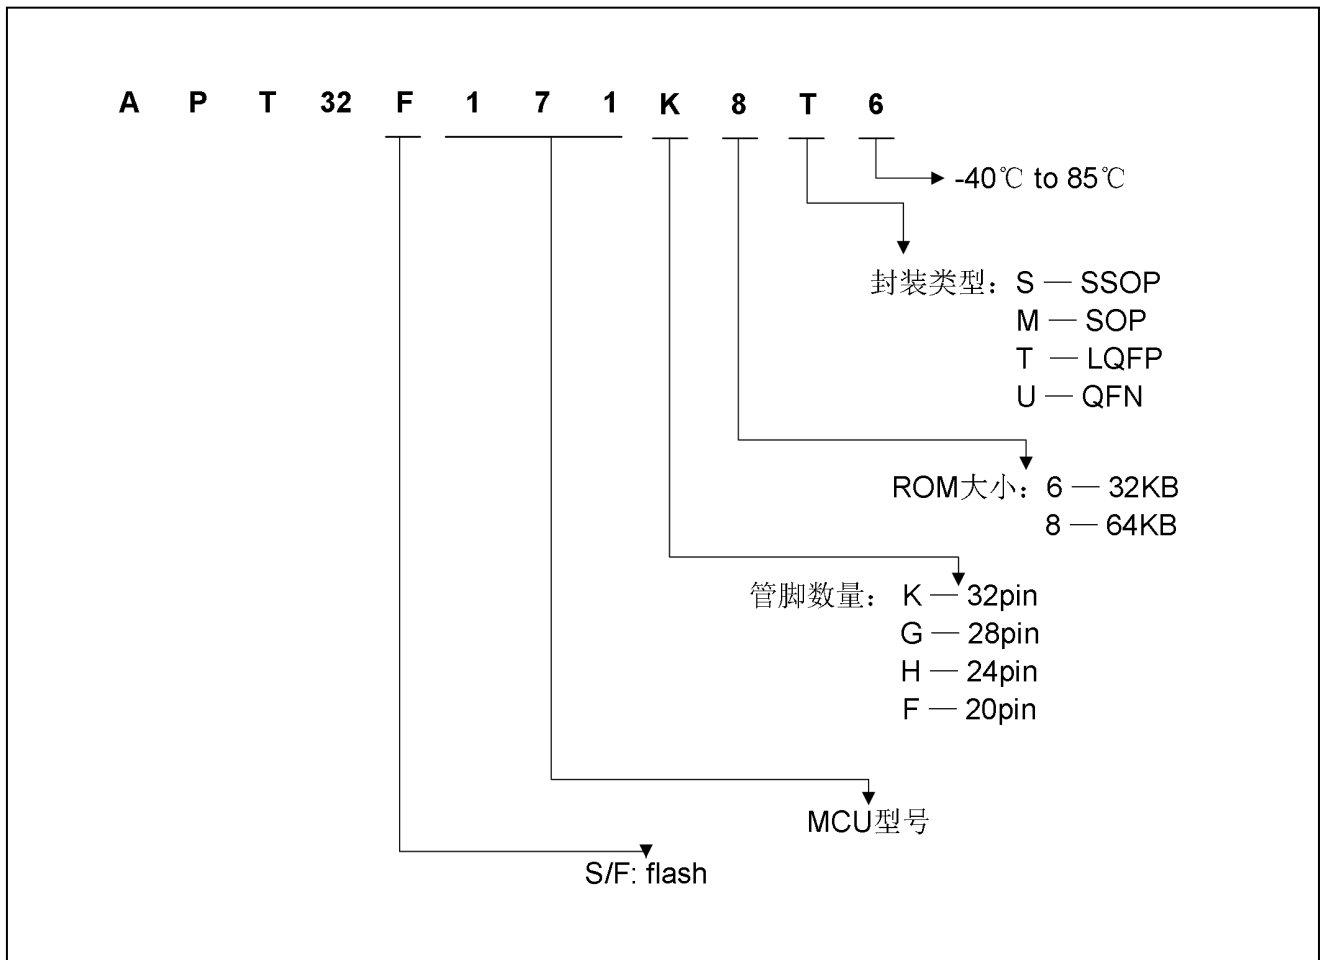 A P T 32 F 1 7 1 K 8 T 6
-40℃ to 85℃
封装类型： S — SSOP
M — SOP
T — LQFP
U — QFN
ROM大小： 6 — 32KB
8 — 64KB
管脚数量： K — 32pin
G — 28pin
H — 24pin
F — 20pin
MCU型号
S/F: flash